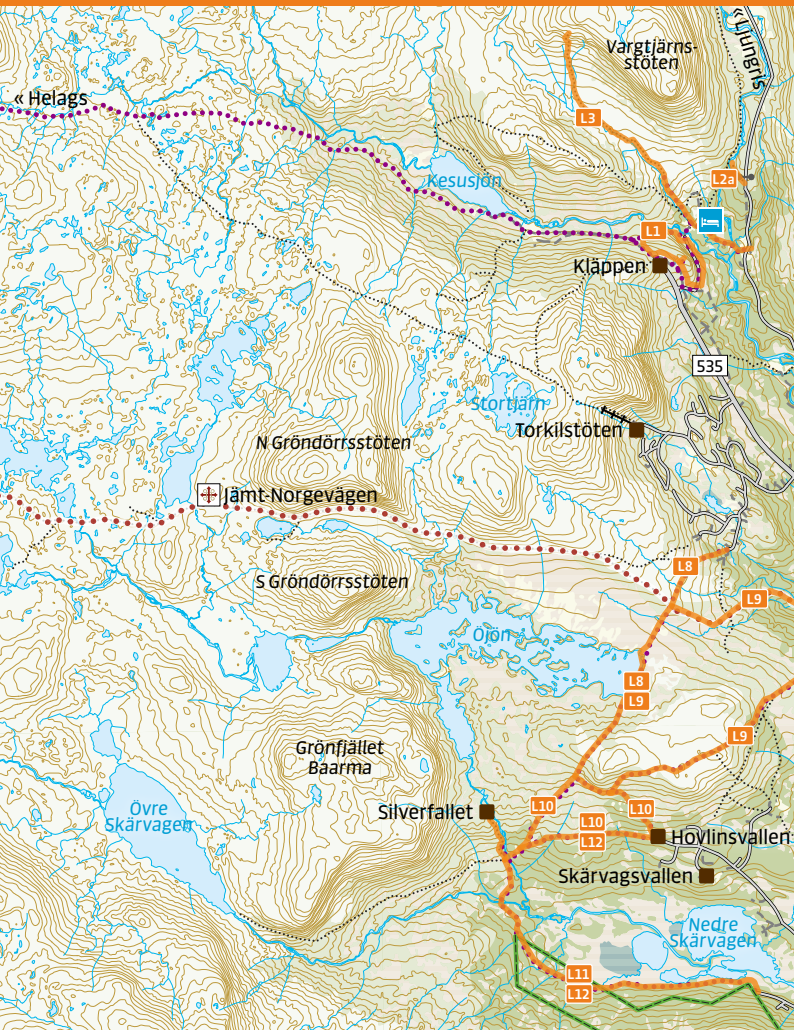 « Ljungris
Vargtjärns-
stöten
« Helags
L3
Kesusjön
L2a
L1
Kläppen
535
Stortjärn
Torkilstöten
N Gröndörrsstöten
Jämt-Norgevägen
L8
S Gröndörrsstöten
L9
Öjön
L8
L9
L9
Grönfjället
Baarma
Övre
Skärvagen
Silverfallet
L10
L10
L10
L12
Hovlinsvallen
Skärvagsvallen
Nedre
Skärvagen
L11
L12